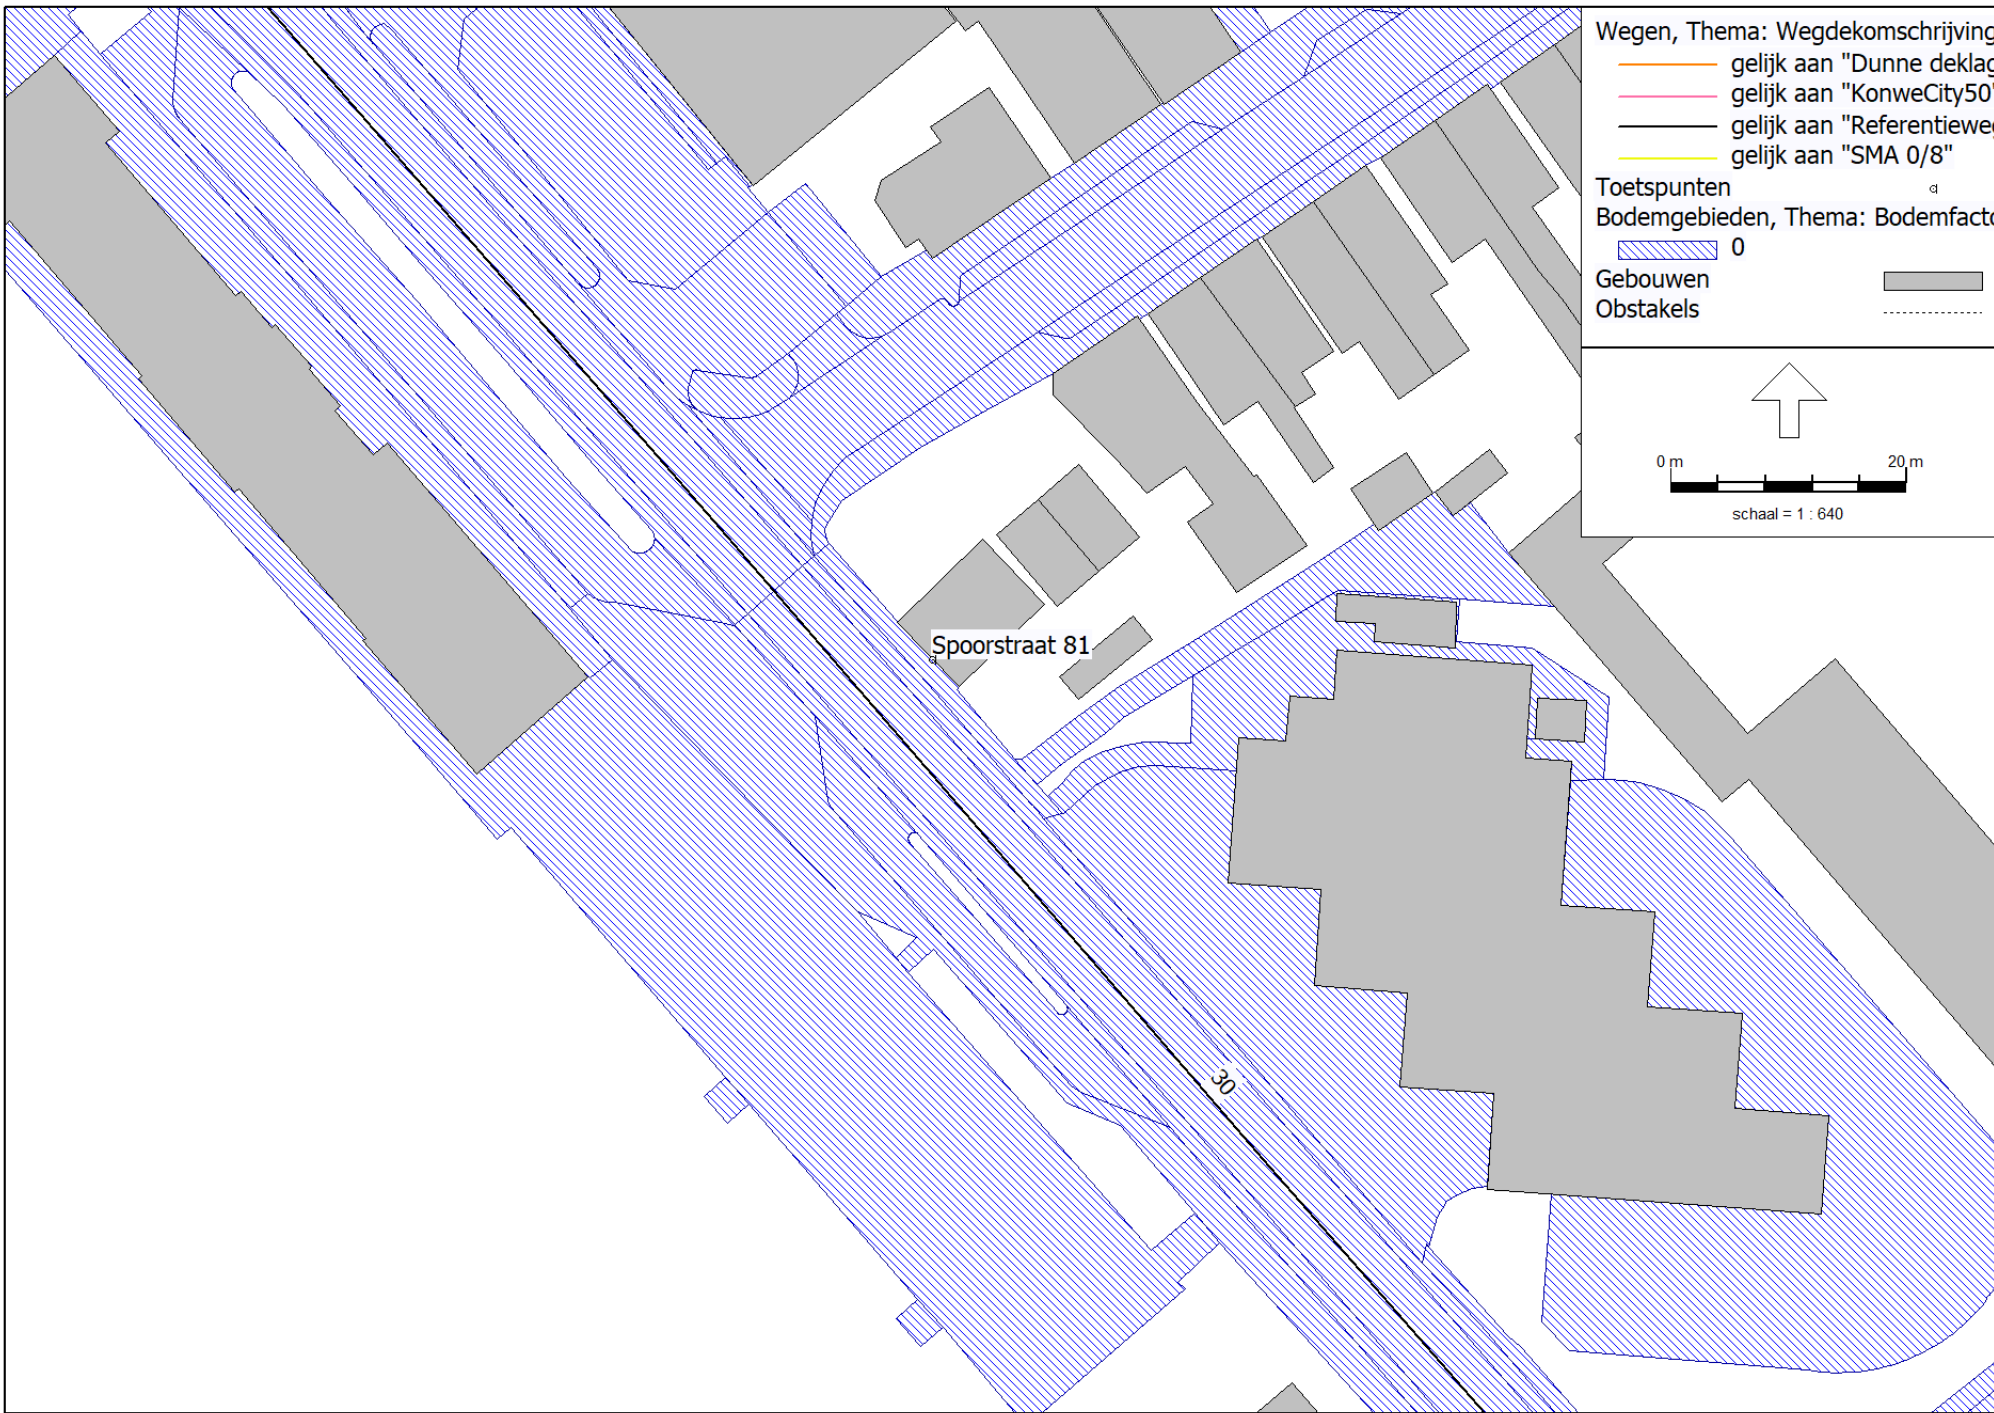 Wegen, Thema: Wegdekomschrijving
gelijk aan "Dunne deklag
gelijk aan "KonweCity50"
gelijk aan "Referentieweg
gelijk aan "SMA 0/8"
Toetspunten
Bodemgebieden, Thema: Bodemfacto
0
Gebouwen
Obstakels
0 m 20 m
schaal = 1 : 640
Spoorstraat 81
30